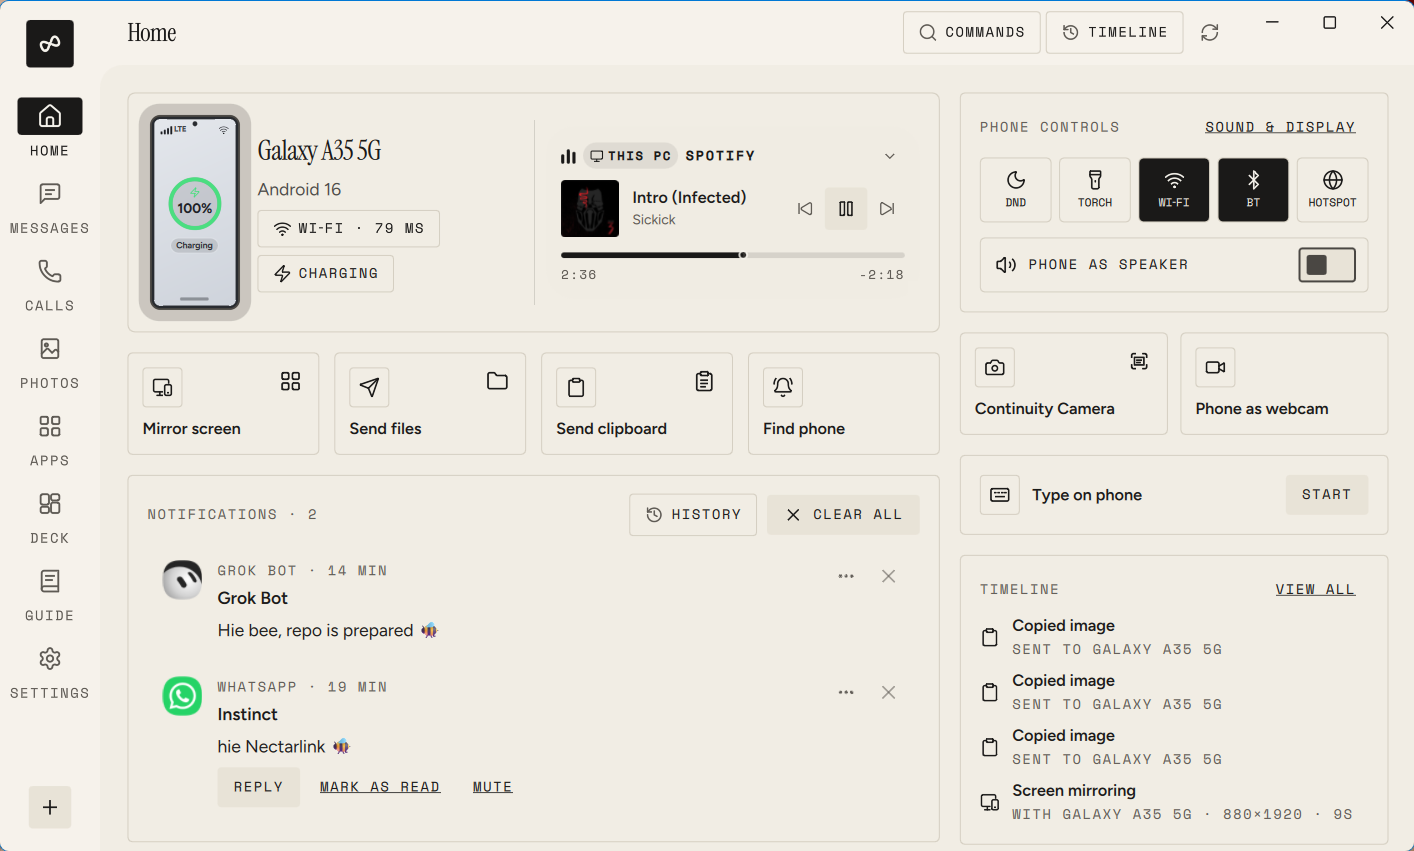 Home
COMMANDS
TIMELINE
HOME
MESSAGES
CALLS
PHOTOS
APPS
DECK
GUIDE
SETTINGS
LTE
100%
Charging
Galaxy A35 5G
Android 16
WI-FI · 79 MS
CHARGING
THIS PC SPOTIFY
Intro (Infected)
Sickick
2:36 -2:18
PHONE CONTROLS SOUND & DISPLAY
DND TORCH WI-FI BT HOTSPOT
PHONE AS SPEAKER
Mirror screen
Send files
Send clipboard
Find phone
Continuity Camera
Phone as webcam
NOTIFICATIONS · 2 HISTORY CLEAR ALL
GROK BOT · 14 MIN
Grok Bot
Hie bee, repo is prepared
WHATSAPP · 19 MIN
Instinct
hie Nectarlink
REPLY MARK AS READ MUTE
Type on phone START
TIMELINE VIEW ALL
Copied image
SENT TO GALAXY A35 5G
Copied image
SENT TO GALAXY A35 5G
Copied image
SENT TO GALAXY A35 5G
Screen mirroring
WITH GALAXY A35 5G · 880×1920 · 9S